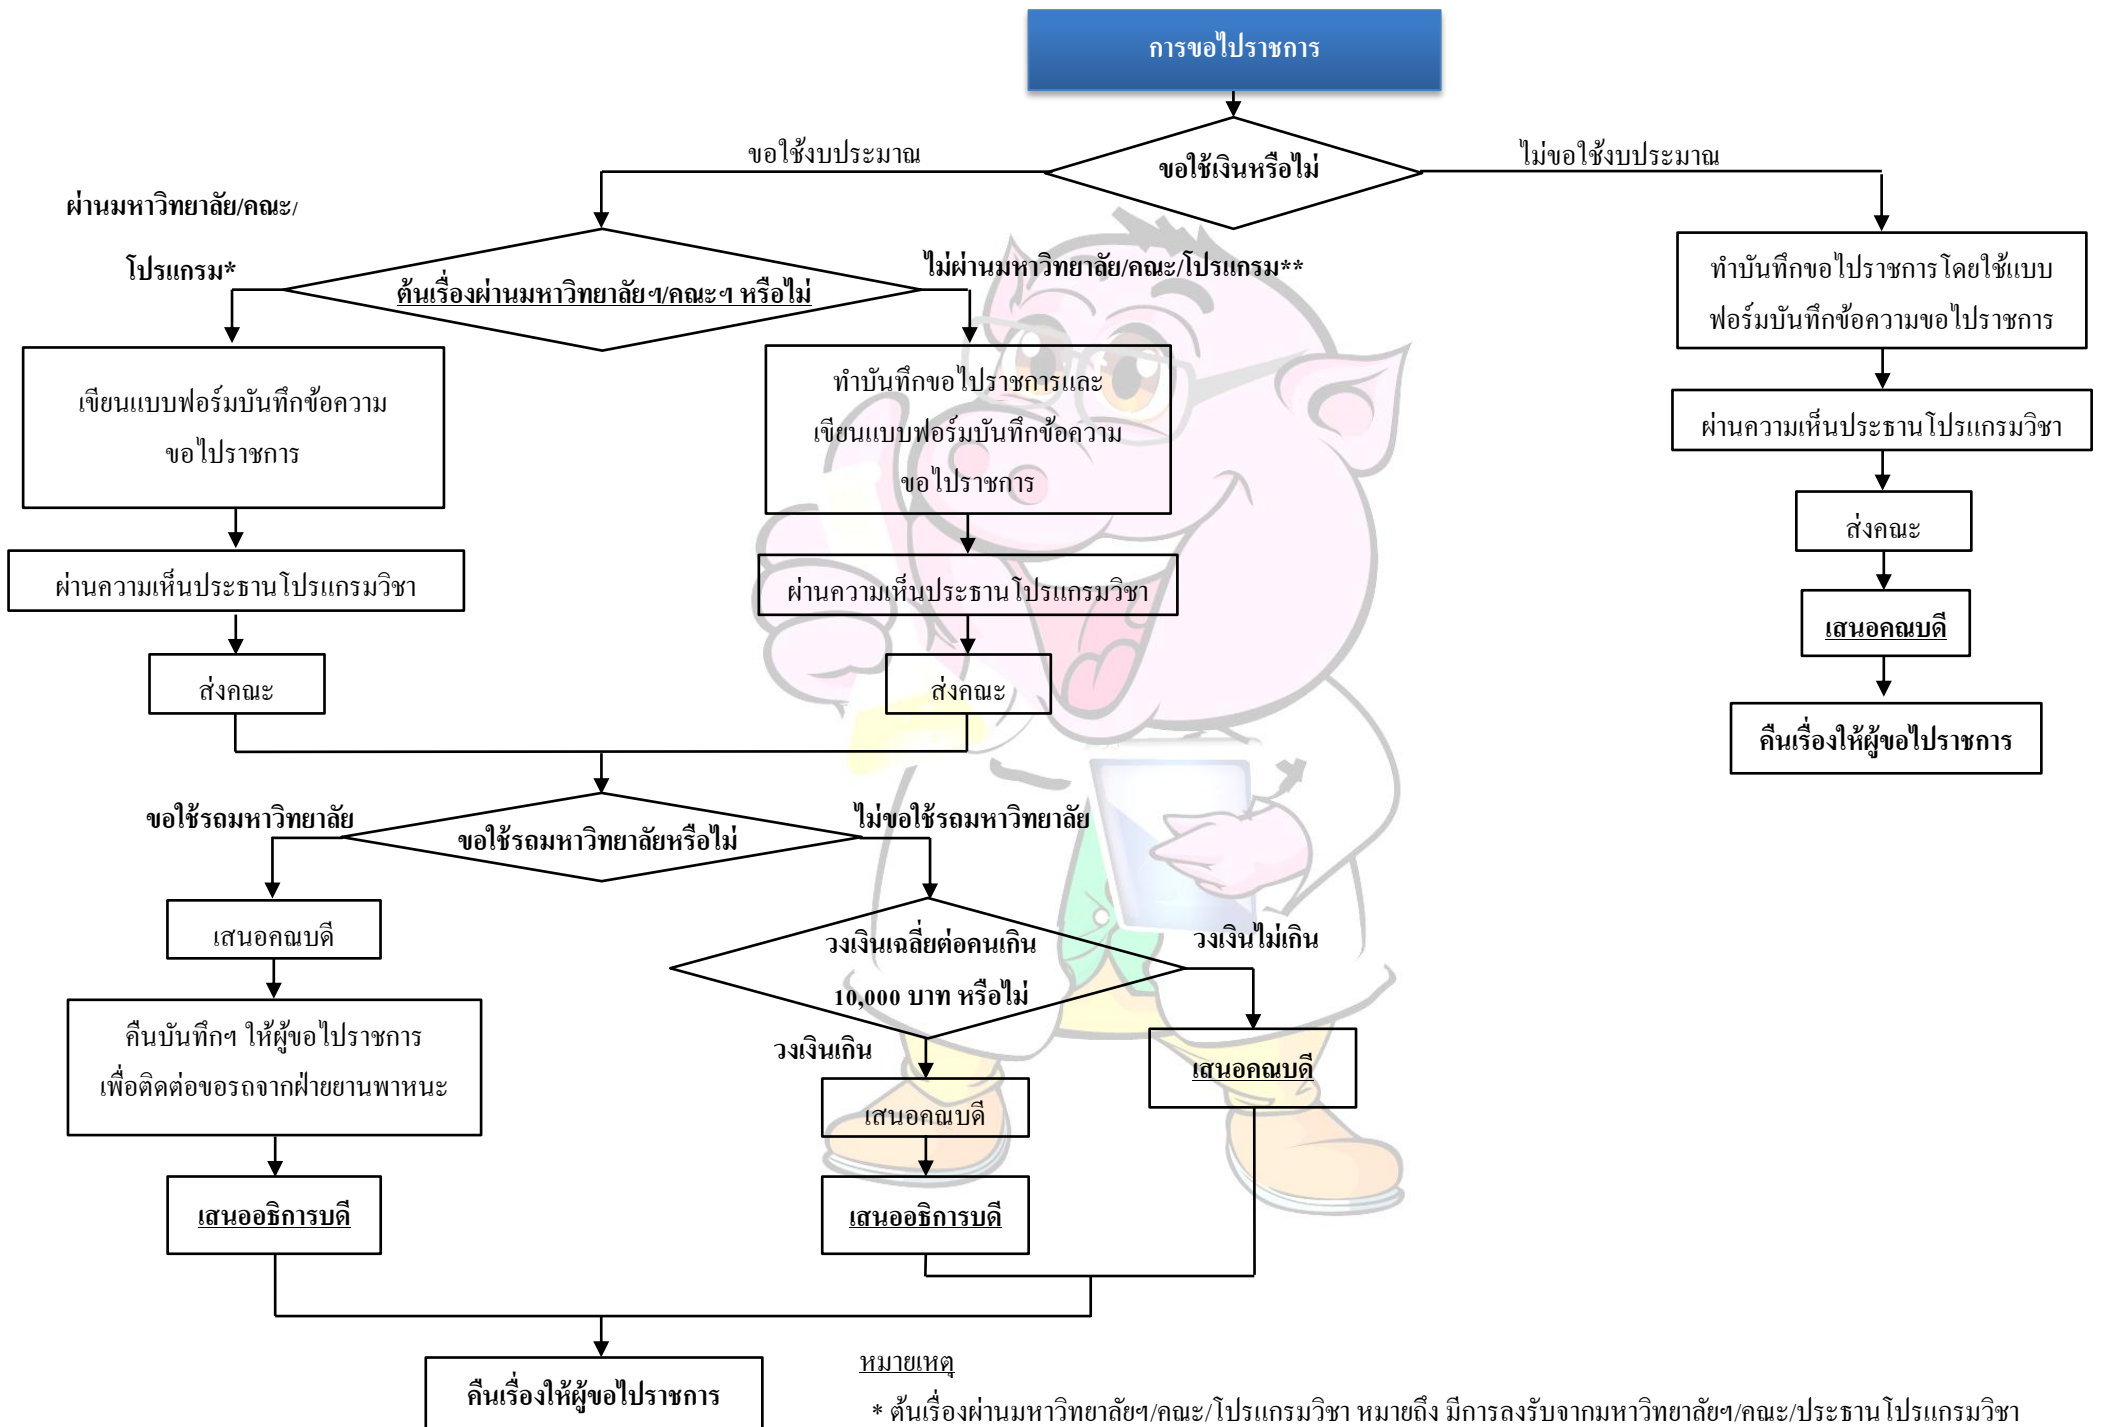 การขอไปราชการ
ขอใช้งบประมาณ
ขอใช้เงินหรือไม่
ไม่ขอใช้งบประมาณ
ผ่านมหาวิทยาลัย/คณะ/
โปรแกรม*
ต้นเรื่องผ่านมหาวิทยาลัยฯ/คณะฯ หรือไม่
ไม่ผ่านมหาวิทยาลัย/คณะ/โปรแกรม**
ทำบันทึกขอไปราชการโดยใช้แบบ
ฟอร์มบันทึกข้อความขอไปราชการ
เขียนแบบฟอร์มบันทึกข้อความ
ขอไปราชการ
ทำบันทึกขอไปราชการและ
เขียนแบบฟอร์มบันทึกข้อความ
ขอไปราชการ
ผ่านความเห็นประธานโปรแกรมวิชา
ส่งคณะ
เสนอคณบดี
คืนเรื่องให้ผู้ขอไปราชการ
ผ่านความเห็นประธานโปรแกรมวิชา
ผ่านความเห็นประธานโปรแกรมวิชา
ส่งคณะ
ส่งคณะ
ขอใช้รถมหาวิทยาลัย
ขอใช้รถมหาวิทยาลัยหรือไม่
ไม่ขอใช้รถมหาวิทยาลัย
เสนอคณบดี
วงเงินเฉลี่ยต่อคนเกิน
10,000 บาท หรือไม่
วงเงินไม่เกิน
คืนบันทึกฯ ให้ผู้ขอไปราชการ
เพื่อติดต่อขอรถจากฝ่ายยานพาหนะ
วงเงินเกิน
เสนอคณบดี
เสนอคณบดี
เสนออธิการบดี
เสนออธิการบดี
คืนเรื่องให้ผู้ขอไปราชการ
หมายเหตุ
* ต้นเรื่องผ่านมหาวิทยาลัยฯ/คณะ/โปรแกรมวิชา หมายถึง มีการลงรับจากมหาวิทยาลัยฯ/คณะ/ประธานโปรแกรมวิชา